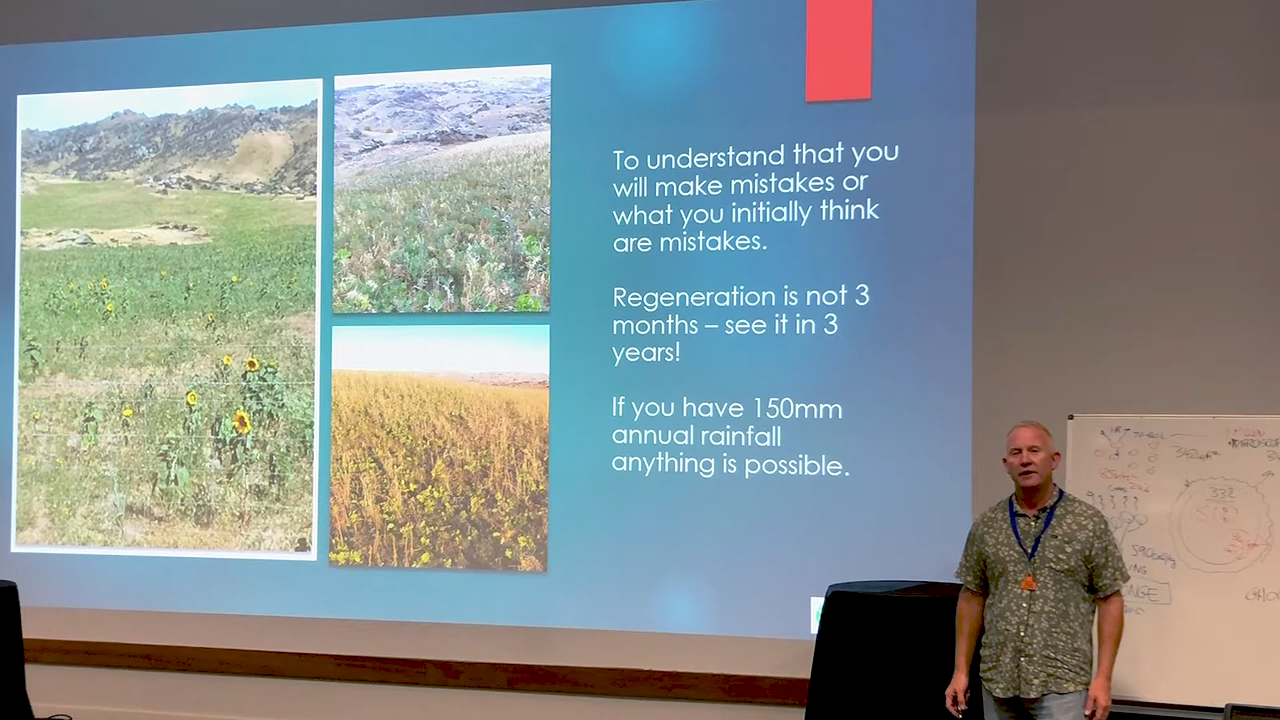 To understand that you
will make mistakes or
what you initially think
are mistakes.
Regeneration is not 3
months – see it in 3
years!
If you have 150mm
annual rainfall
anything is possible.
332